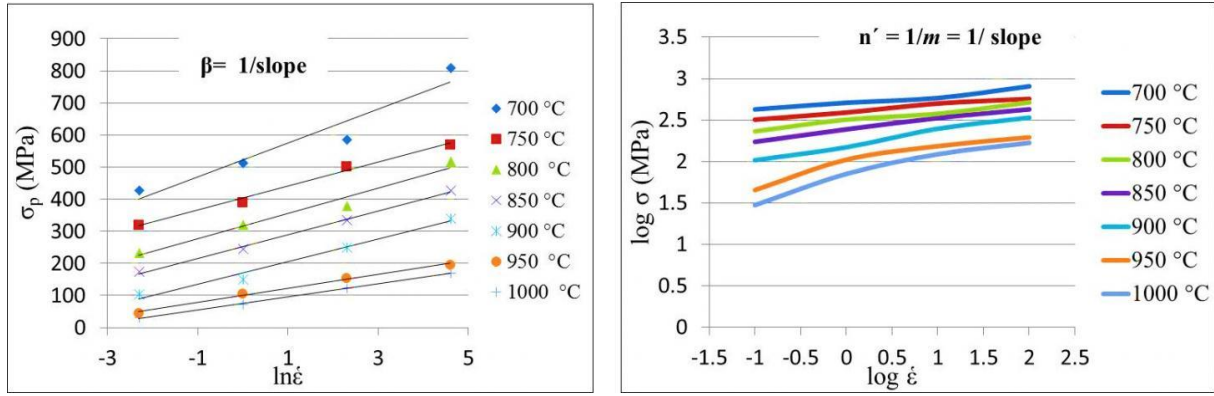 900
800
700
600
500
400
300
200
100
0
σp (MPa)
β= 1/slope
-3
-1
1
3
5
lnέ
700 °C
750 °C
800 °C
850 °C
900 °C
950 °C
1000 °C
3.5
3
2.5
2
1.5
1
0.5
0
log σ (MPa)
n´ = 1/m = 1/ slope
-1.5
-1
-0.5
0
0.5
1
1.5
2
2.5
log έ
700 °C
750 °C
800 °C
850 °C
900 °C
950 °C
1000 °C